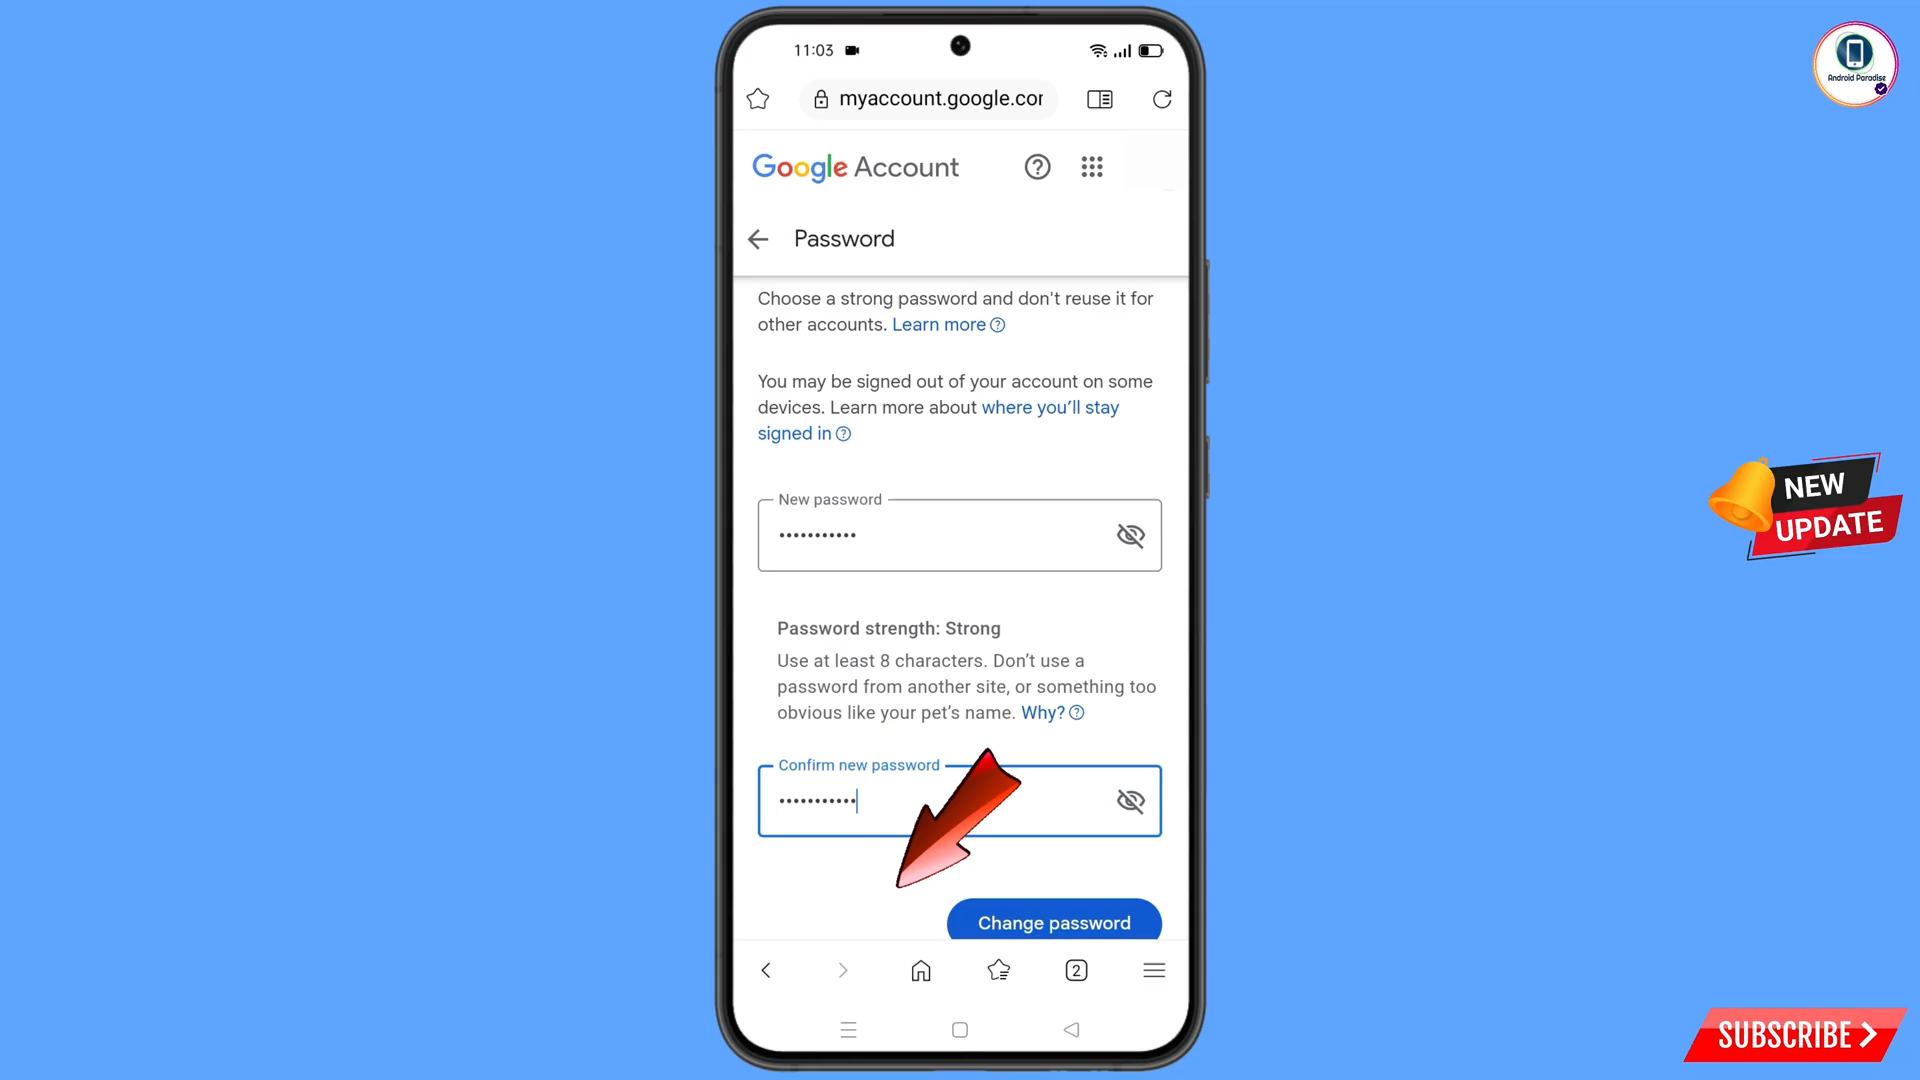 11:03
myaccount.google.cor
Google Account
Password
Choose a strong password and don't reuse it for
other accounts. Learn more
You may be signed out of your account on some
devices. Learn more about where you’ll stay
signed in
New password
•••••••••••
Password strength: Strong
Use at least 8 characters. Don’t use a
password from another site, or something too
obvious like your pet’s name. Why?
Confirm new password
•••••••••••
Change password
2
Android Paradise
NEW
UPDATE
SUBSCRIBE